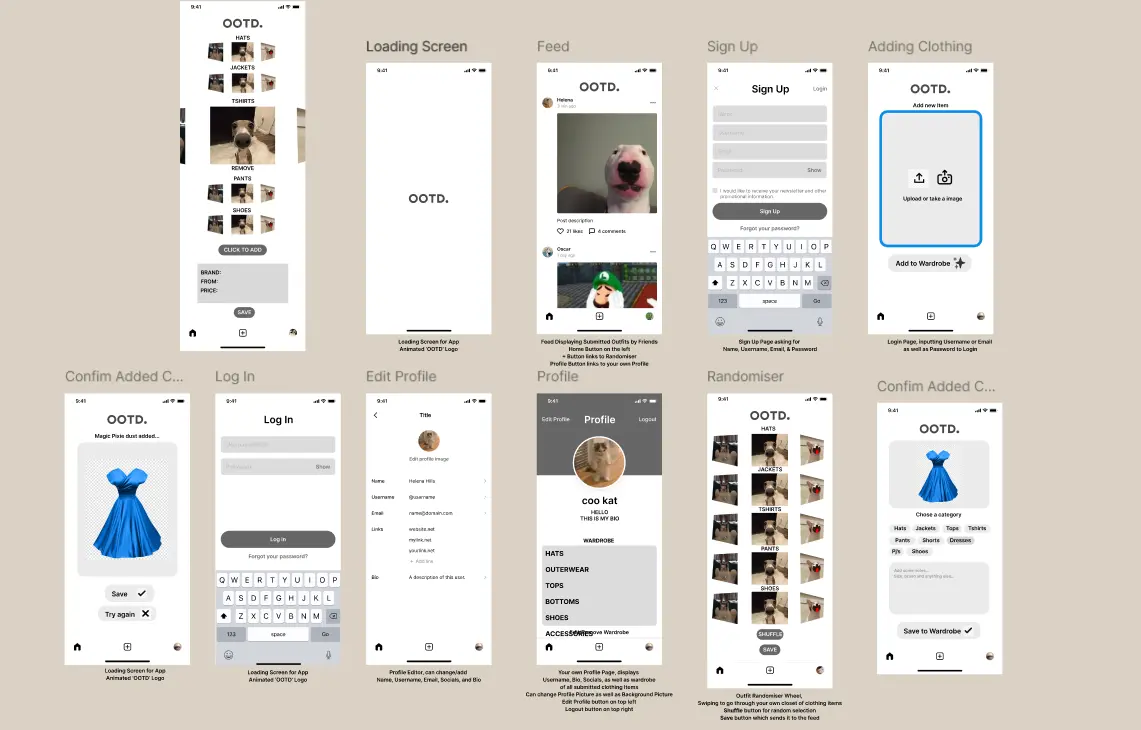 9:41
OOTD.
HATS
JACKETS
TSHIRTS
REMOVE
PANTS
SHOES
CLICK TO ADD
BRAND:
FROM:
PRICE:
SAVE
Loading Screen
9:41
OOTD.
Loading Screen for App
Animated 'OOTD' Logo
Feed
9:41
OOTD.
Helena
Post description
21 likes
4 comments
Oscar
1 day ago
Feed Displaying Submitted Outfits by Friends
Home Button on the left
+ Button links to Randomiser
Profile Button links to your own Profile
Sign Up
9:41
Sign Up
Login
Name
Username
Email
Password
Show
I would like to receive your newsletter and other
promotional information.
Sign Up
Forgot your password?
Q W E R T Y U I O P
A S D F G H J K L
Z X C V B N M
123 space Go
Sign Up Page asking for
Name, Username, Email, & Password
Adding Clothing
9:41
OOTD.
Add new item
Upload or take a image
Add to Wardrobe
Login Page, inputting Username or Email
as well as Password to Login
Confim Added C...
9:41
OOTD.
Magic Pixie dust added...
Save
Try again
Loading Screen for App
Animated 'OOTD' Logo
Log In
9:41
Log In
Password
Show
Log In
Forgot your password?
Q W E R T Y U I O P
A S D F G H J K L
Z X C V B N M
123 space Go
Loading Screen for App
Animated 'OOTD' Logo
Edit Profile
9:41
Title
Edit profile image
Name Helena Hills
Username @username
Email name@domain.com
Links website.net
mylink.net
yourlink.net
+ Add link
Bio A description of this user.
Profile Editor, can change/add
Name, Username, Email, Socials, and Bio
Profile
9:41
Edit Profile
Profile
Logout
coo kat
HELLO
THIS IS MY BIO
WARDROBE
HATS
OUTERWEAR
TOPS
BOTTOMS
SHOES
ACCESSORIES
Wardrobe
Your own Profile Page, displays
Username, Bio, Socials, as well as wardrobe
of all submitted clothing items
Can change Profile Picture as well as Background Picture
Edit Profile button on top left
Logout button on top right
Randomiser
9:41
OOTD.
HATS
JACKETS
TSHIRTS
PANTS
SHOES
SHUFFLE
SAVE
Outfit Randomiser Wheel,
Swiping to go through your own closet of clothing items
Shuffle button for random selection
Save button which sends it to the feed
Confim Added C...
9:41
OOTD.
Chose a category
Hats Jackets Tops Tshirts
Pants Shorts Dresses
Pjs Shoes
Save to Wardrobe